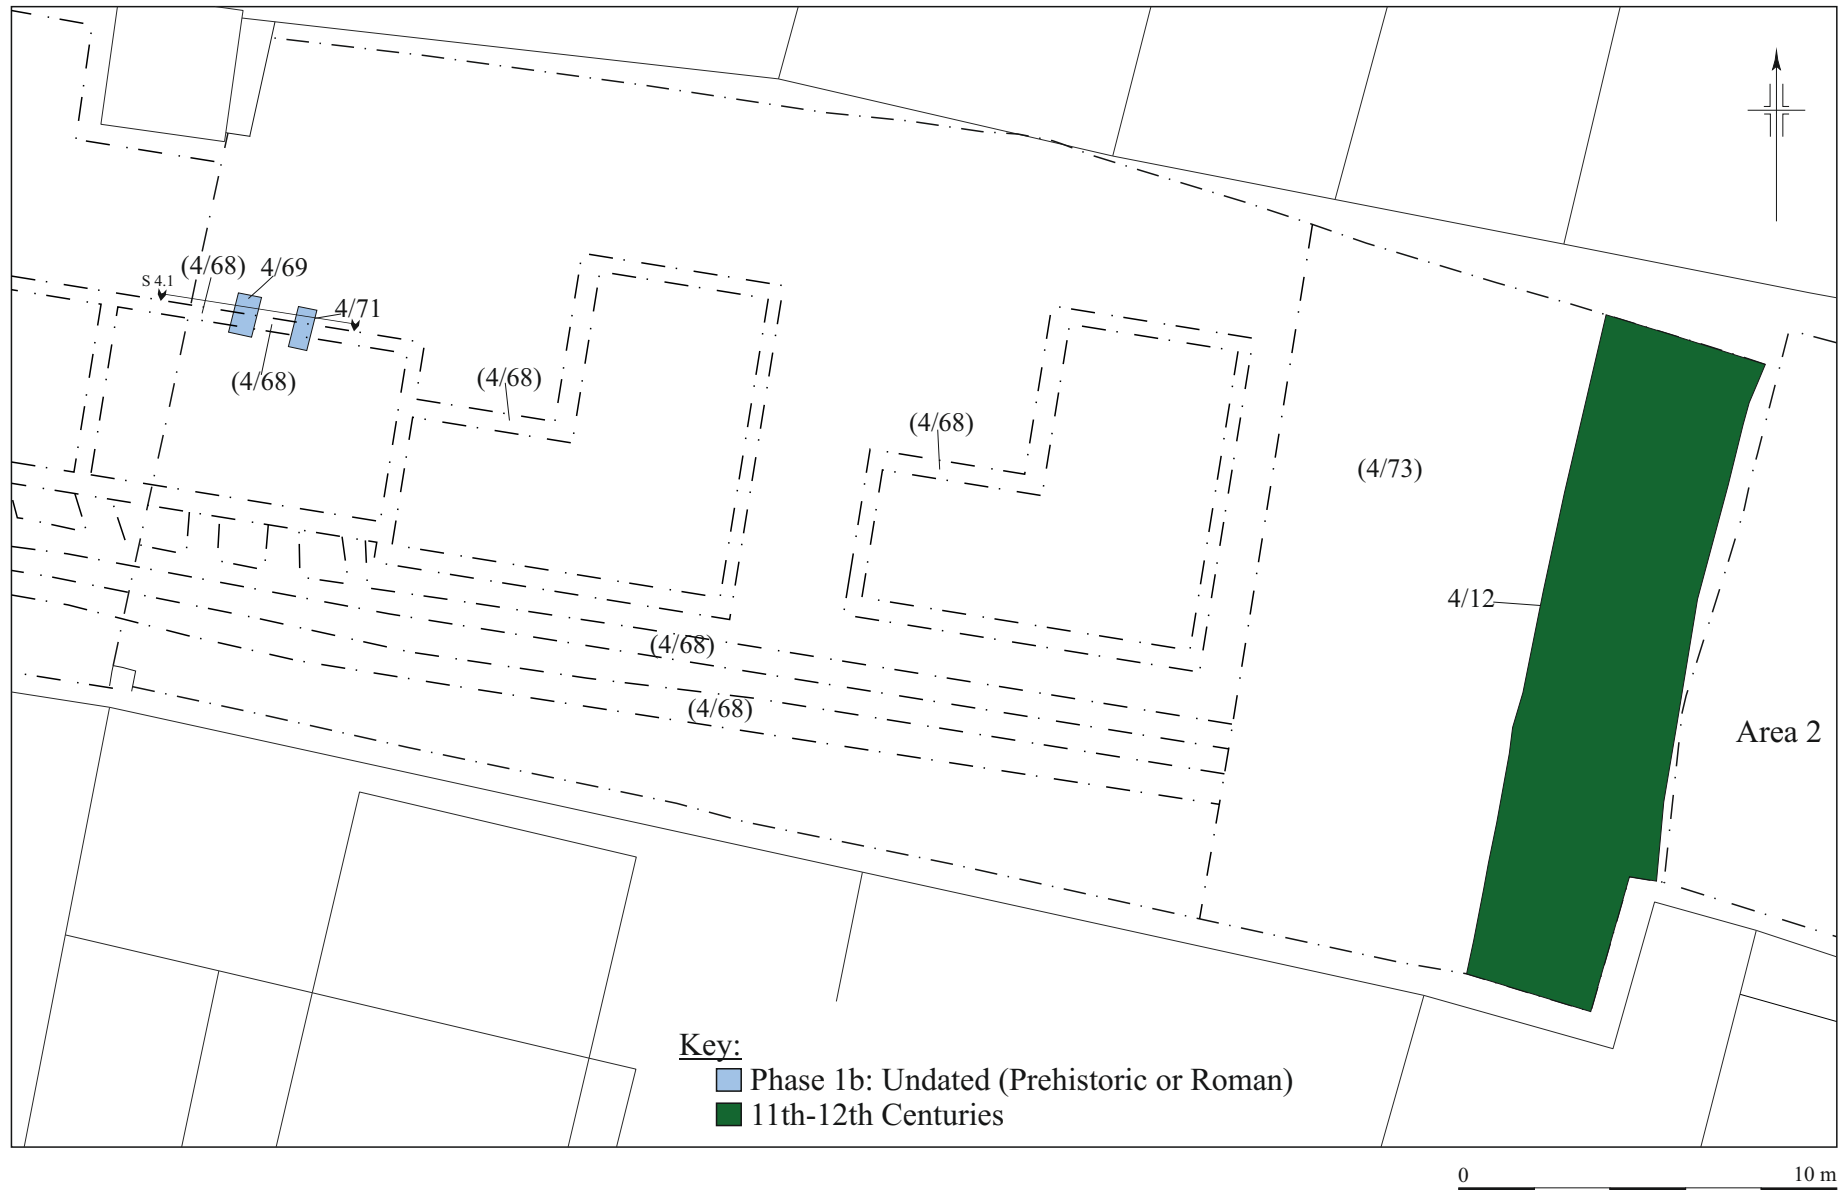 (4/68)
4/69
S 4.1
4/71
(4/68)
(4/68)
(4/68)
(4/73)
4/12
(4/68)
(4/68)
Area 2
Key:
Phase 1b: Undated (Prehistoric or Roman)
11th-12th Centuries
0
10 m